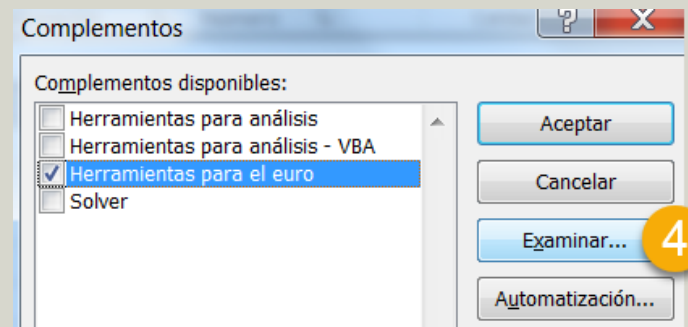 Complementos
Complementos disponibles:
Herramientas para análisis
Herramientas para análisis - VBA
Herramientas para el euro
Solver
Aceptar
Cancelar
Examinar...
4
Automatización...